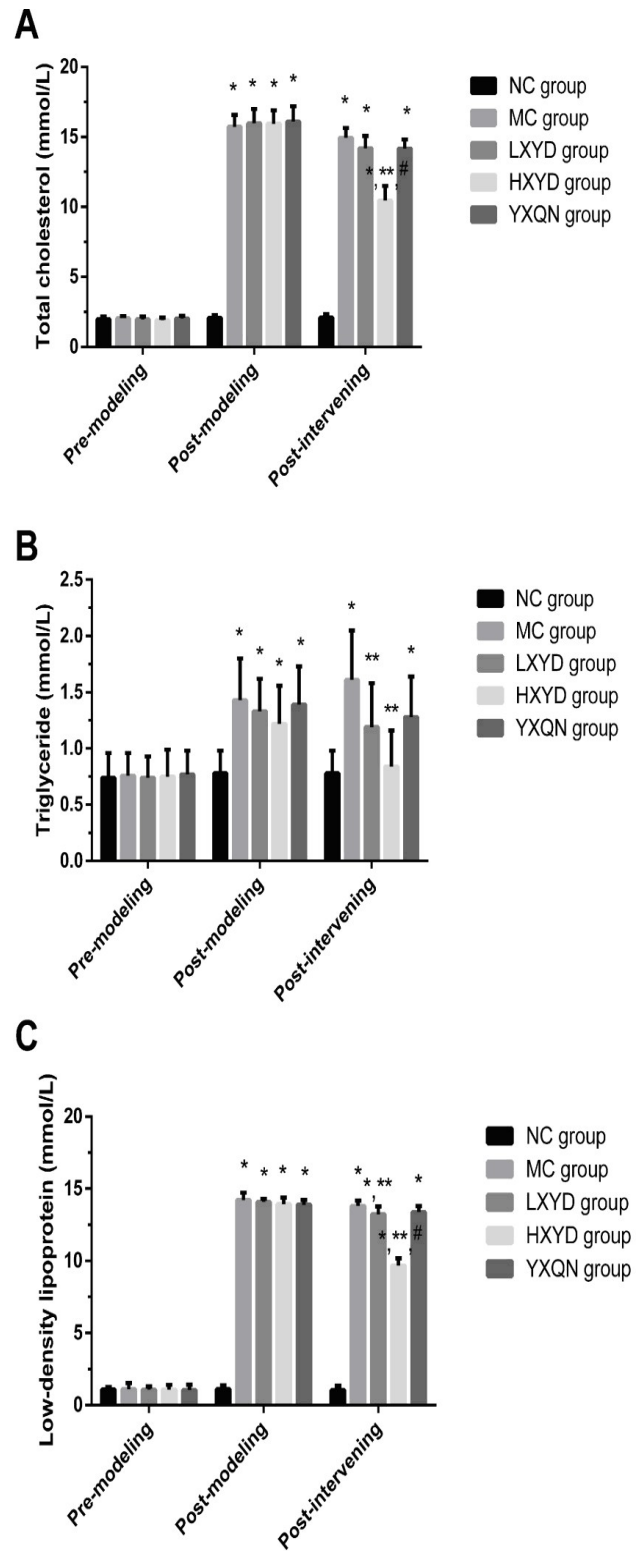 A
Total cholesterol (mmol/L)
20
15
10
5
0
* * * *
* * *
*,**,#
Pre-modeling
Post-modeling
Post-intervening
NC group
MC group
LXYD group
HXYD group
YXQN group
B
Triglyceride (mmol/L)
2.5
2.0
1.5
1.0
0.5
0.0
* * * *
* ** ** *
Pre-modeling
Post-modeling
Post-intervening
NC group
MC group
LXYD group
HXYD group
YXQN group
C
Low-density lipoprotein (mmol/L)
20
15
10
5
0
* * * *
* *,** *
*,**,#
Pre-modeling
Post-modeling
Post-intervening
NC group
MC group
LXYD group
HXYD group
YXQN group